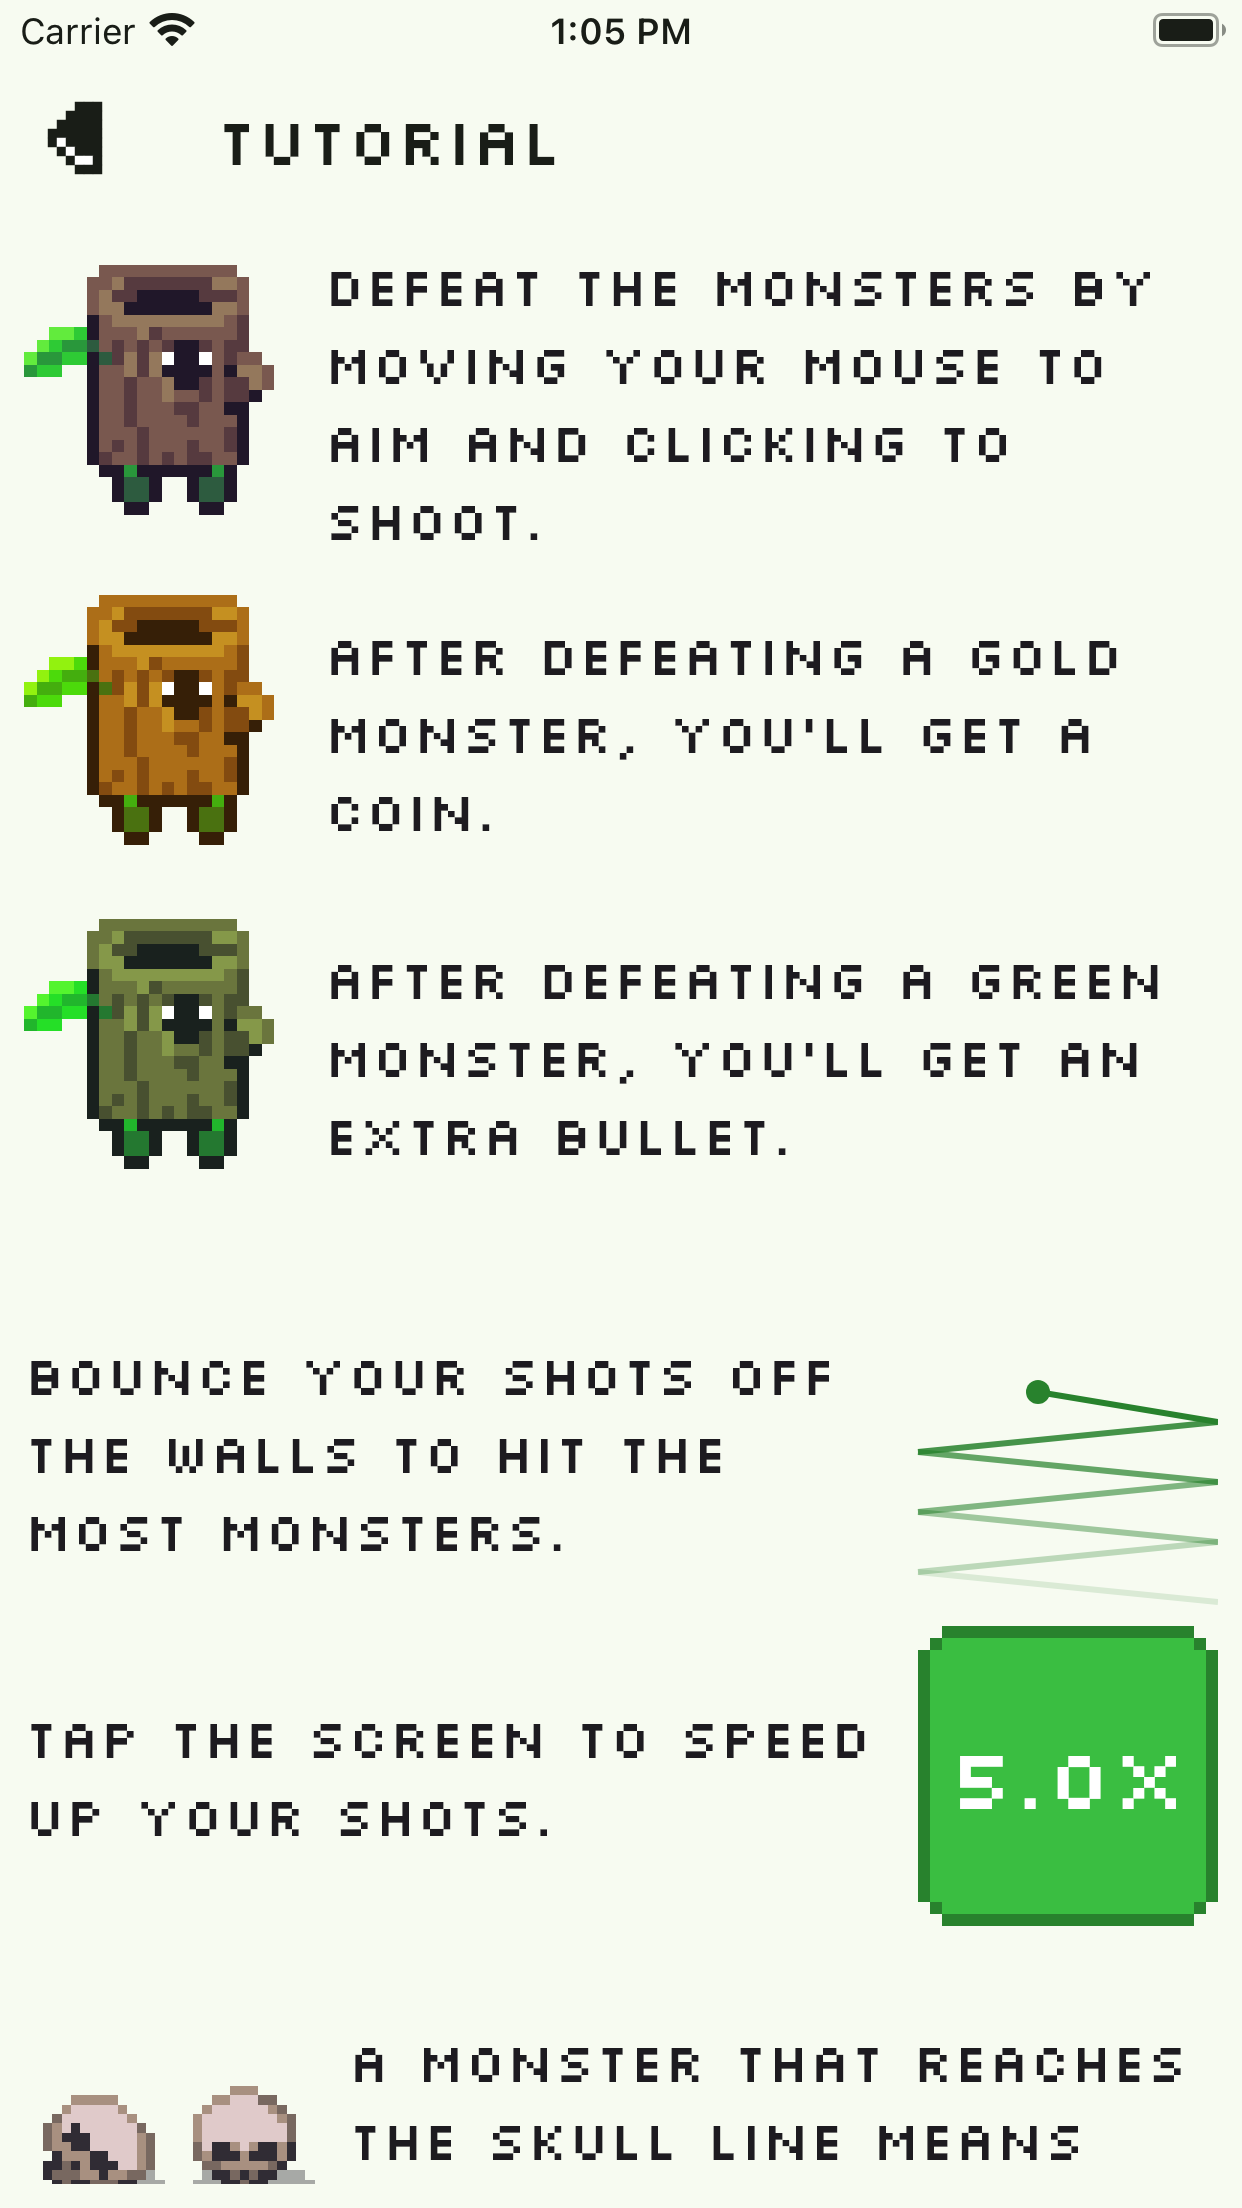 Carrier 1:05 PM
TUTORIAL
DEFEAT THE MONSTERS BY
MOVING YOUR MOUSE TO
AIM AND CLICKING TO
SHOOT.
AFTER DEFEATING A GOLD
MONSTER, YOU'LL GET A
COIN.
AFTER DEFEATING A GREEN
MONSTER, YOU'LL GET AN
EXTRA BULLET.
BOUNCE YOUR SHOTS OFF
THE WALLS TO HIT THE
MOST MONSTERS.
TAP THE SCREEN TO SPEED
UP YOUR SHOTS.
5.0X
A MONSTER THAT REACHES
THE SKULL LINE MEANS